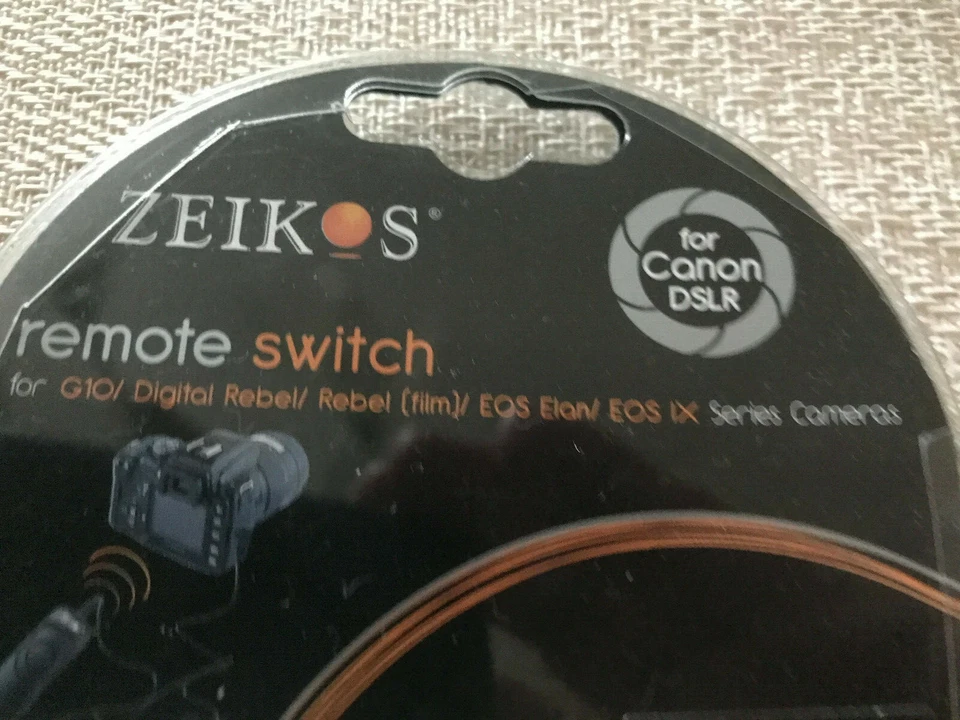 ZEIKOS®
for
Canon
DSLR
remote switch
for G10/ Digital Rebel/ Rebel (film)/ EOS Elan/ EOS IX Series Cameras